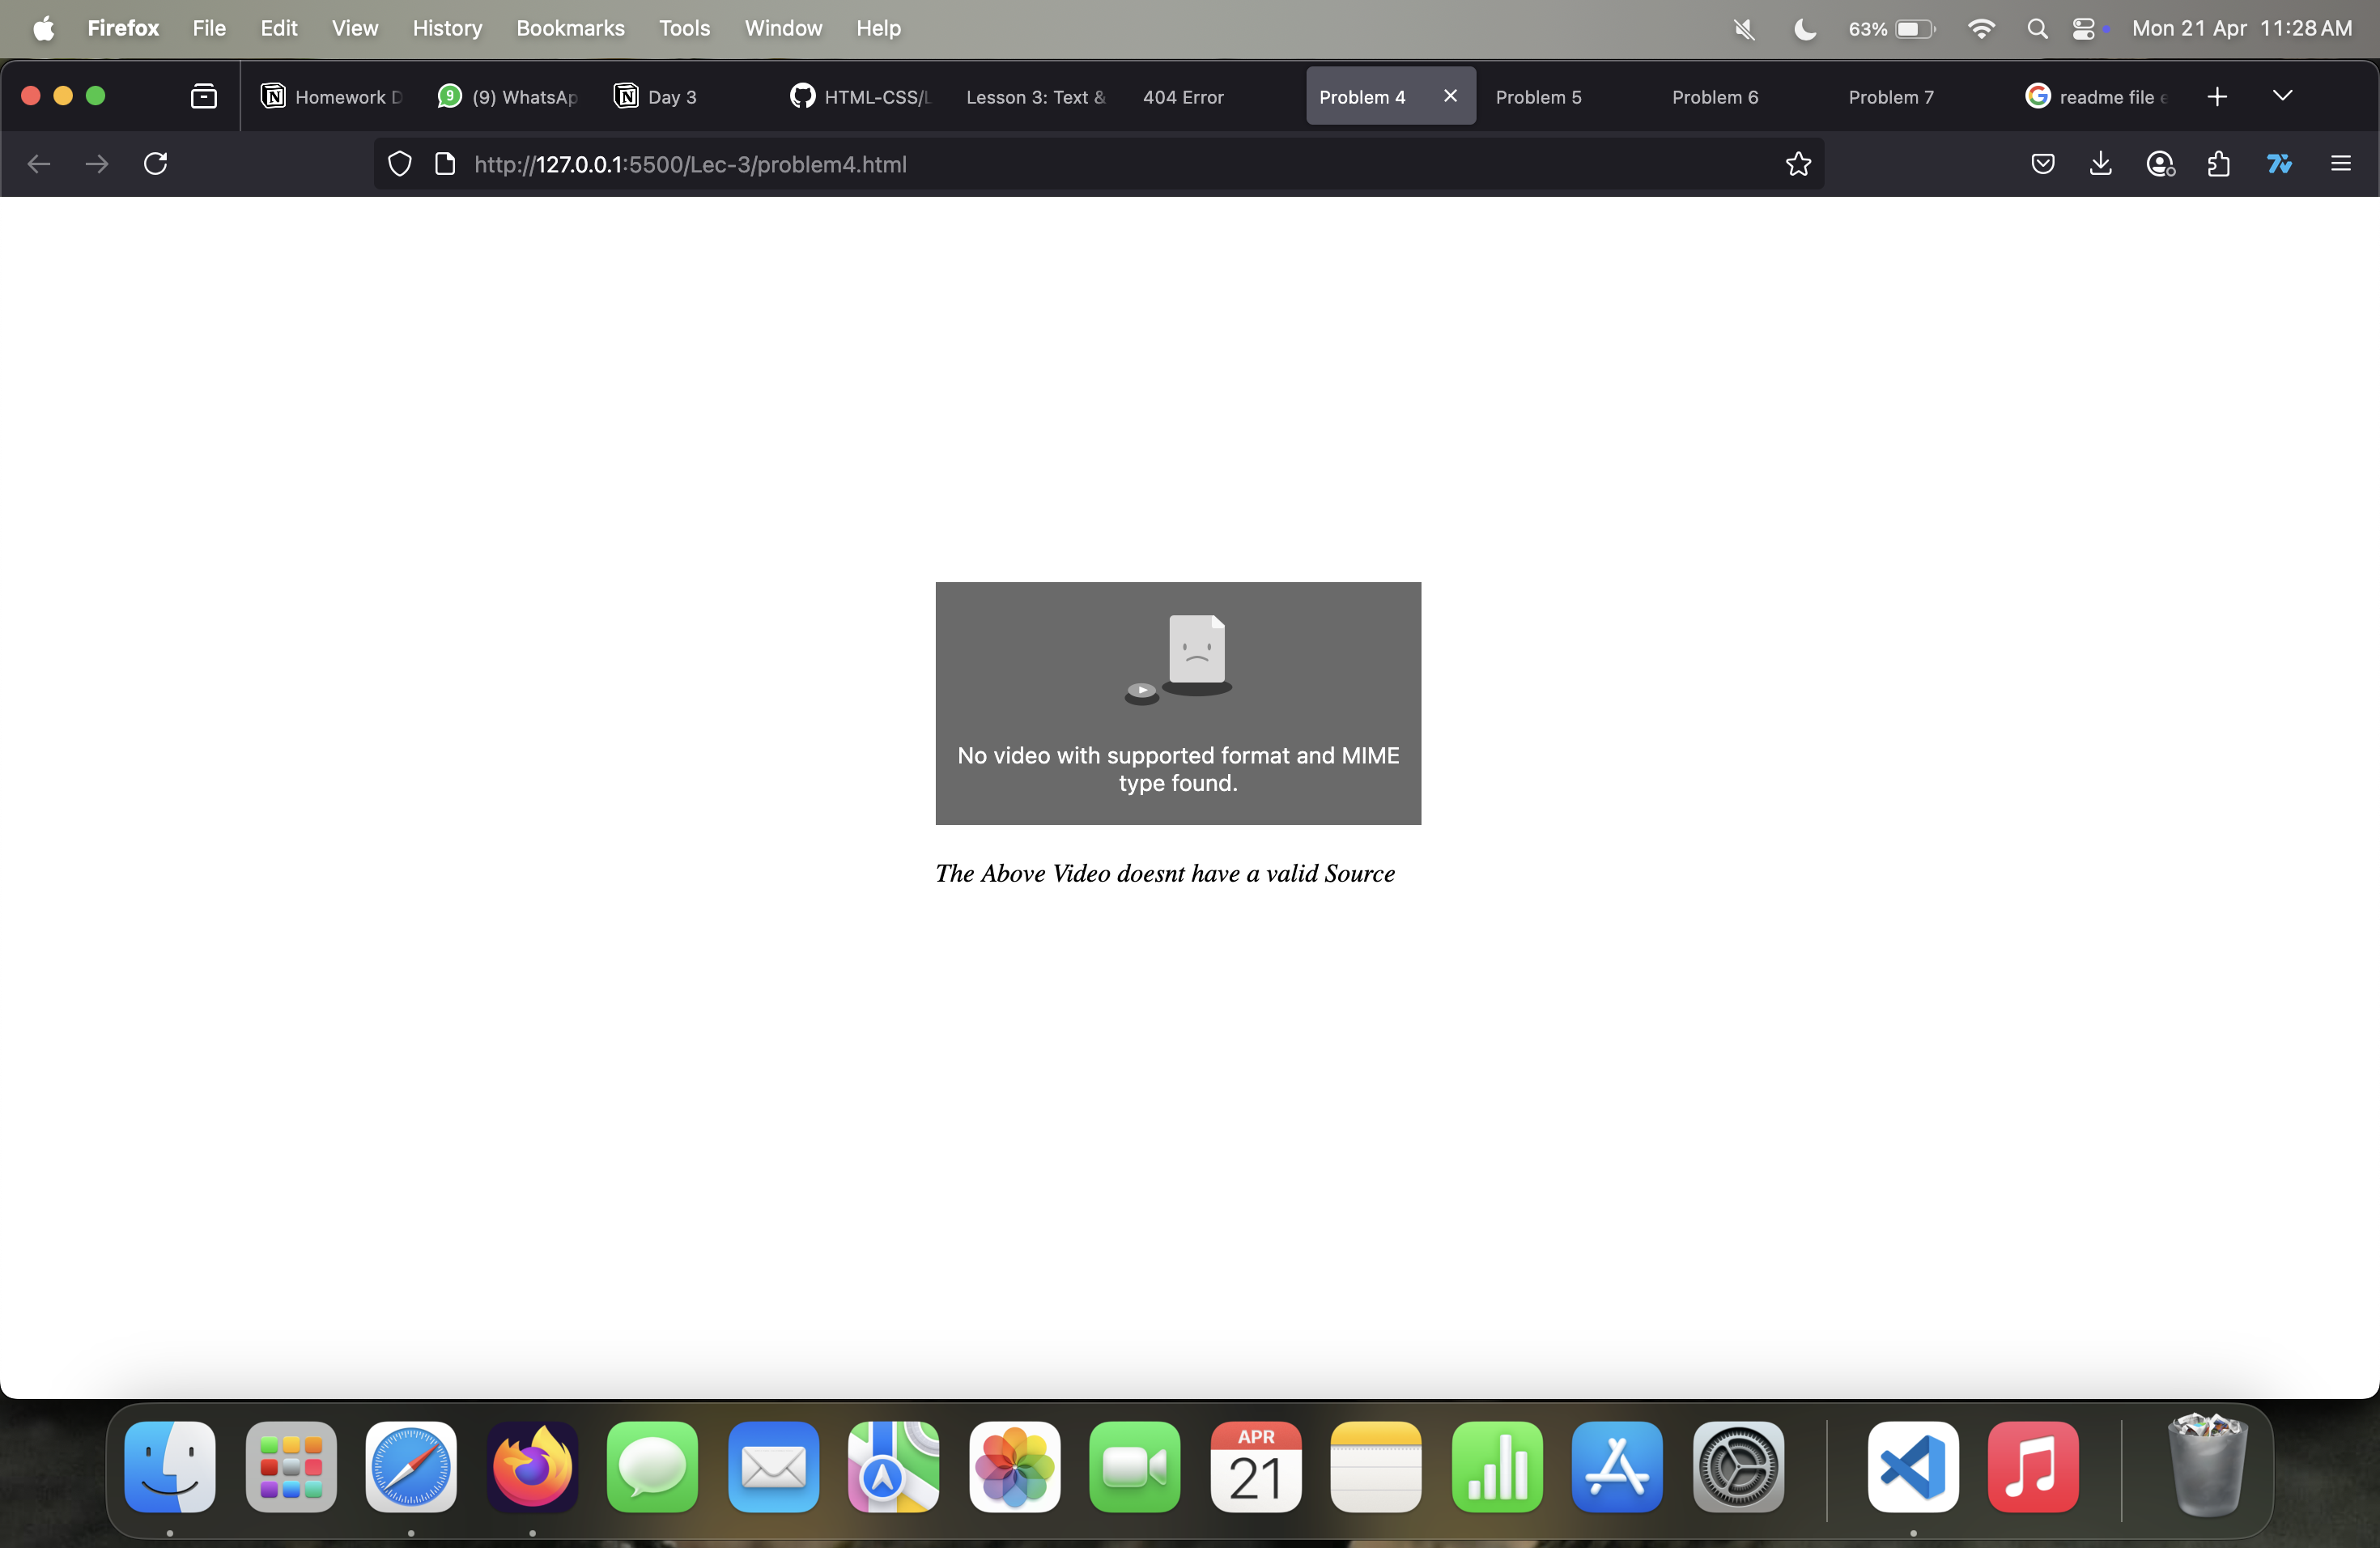 Firefox File Edit View History Bookmarks Tools Window Help 63% Mon 21 Apr 11:28 AM
Homework D 9 (9) WhatsAp Day 3 HTML-CSS/L Lesson 3: Text & 404 Error Problem 4 Problem 5 Problem 6 Problem 7 readme file e
http://127.0.0.1:5500/Lec-3/problem4.html
No video with supported format and MIME
type found.
The Above Video doesnt have a valid Source
APR
21